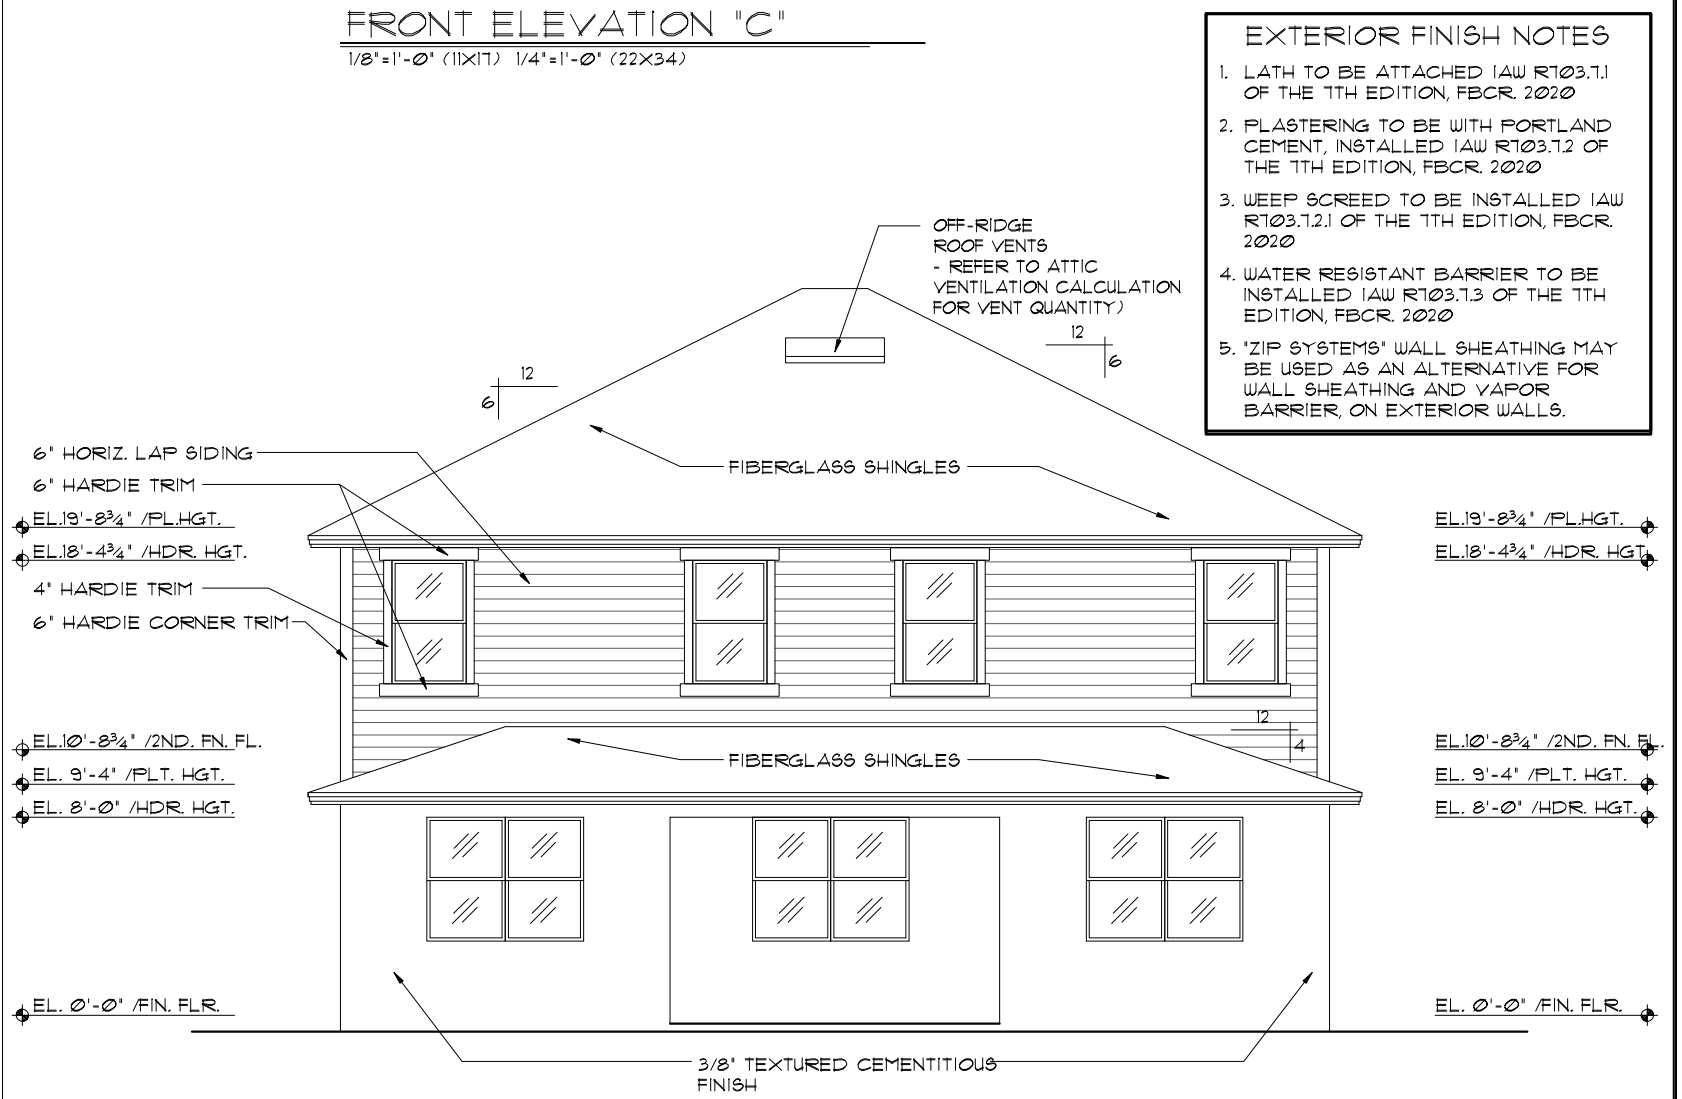 FRONT ELEVATION "C"
1/8"=1'-0" (11X17) 1/4"=1'-0" (22X34)
EXTERIOR FINISH NOTES
1. LATH TO BE ATTACHED IAW R703.7.1
OF THE 7TH EDITION, FBCR. 2020
2. PLASTERING TO BE WITH PORTLAND
CEMENT, INSTALLED IAW R703.7.2 OF
THE 7TH EDITION, FBCR. 2020
3. WEEP SCREED TO BE INSTALLED IAW
R703.7.2.1 OF THE 7TH EDITION, FBCR.
2020
4. WATER RESISTANT BARRIER TO BE
INSTALLED IAW R703.7.3 OF THE 7TH
EDITION, FBCR. 2020
5. "ZIP SYSTEMS" WALL SHEATHING MAY
BE USED AS AN ALTERNATIVE FOR
WALL SHEATHING AND VAPOR
BARRIER, ON EXTERIOR WALLS.
OFF-RIDGE
ROOF VENTS
- REFER TO ATTIC
VENTILATION CALCULATION
FOR VENT QUANTITY)
12
6
12
6
6" HORIZ. LAP SIDING
FIBERGLASS SHINGLES
6" HARDIE TRIM
EL.19'-8¾" /PL.HGT.
EL.18'-4¾" /HDR. HGT.
4" HARDIE TRIM
6" HARDIE CORNER TRIM
EL.19'-8¾" /PL.HGT.
EL.18'-4¾" /HDR. HGT
12
4
EL.10'-8¾" /2ND. FN. FL.
EL. 9'-4" /PLT. HGT.
EL. 8'-0" /HDR. HGT.
FIBERGLASS SHINGLES
EL.10'-8¾" /2ND. FN. FL.
EL. 9'-4" /PLT. HGT.
EL. 8'-0" /HDR. HGT.
EL. 0'-0" /FIN. FLR.
EL. 0'-0" /FIN. FLR.
3/8" TEXTURED CEMENTITIOUS
FINISH